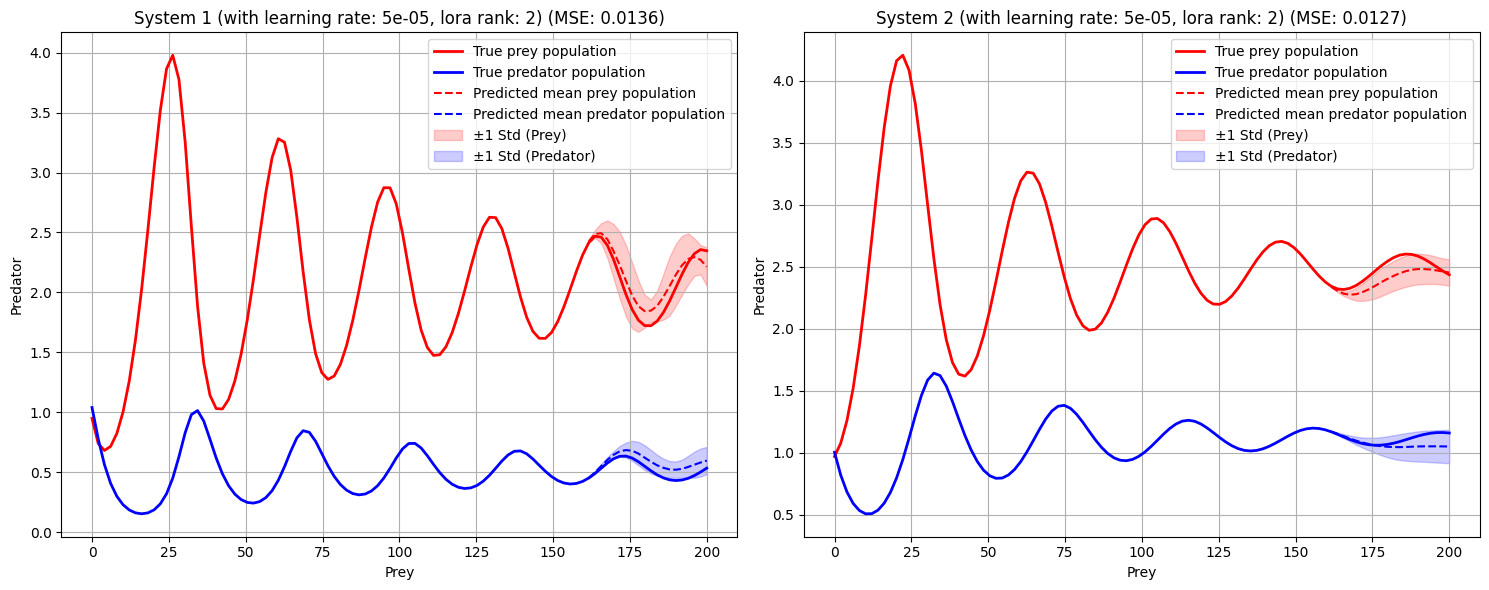 System 1 (with learning rate: 5e-05, lora rank: 2) (MSE: 0.0136)
True prey population
True predator population
Predicted mean prey population
Predicted mean predator population
±1 Std (Prey)
±1 Std (Predator)
Predator
4.0
3.5
3.0
2.5
2.0
1.5
1.0
0.5
0.0
0 25 50 75 100 125 150 175 200
Prey
System 2 (with learning rate: 5e-05, lora rank: 2) (MSE: 0.0127)
True prey population
True predator population
Predicted mean prey population
Predicted mean predator population
±1 Std (Prey)
±1 Std (Predator)
Predator
4.0
3.5
3.0
2.5
2.0
1.5
1.0
0.5
0 25 50 75 100 125 150 175 200
Prey